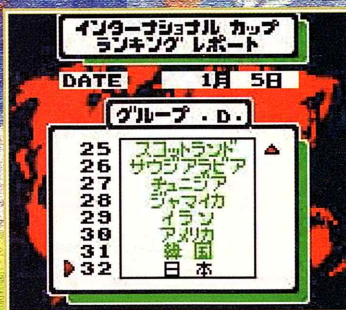 インターナショナル カップ
ランキング レポート
DATE 1月 5日
グループ.D.
25 スコットランド
26 サウジアラビア
27 チュニジア
28 ジャマイカ
29 イラン
30 アメリカ
31 韓国
32 日本